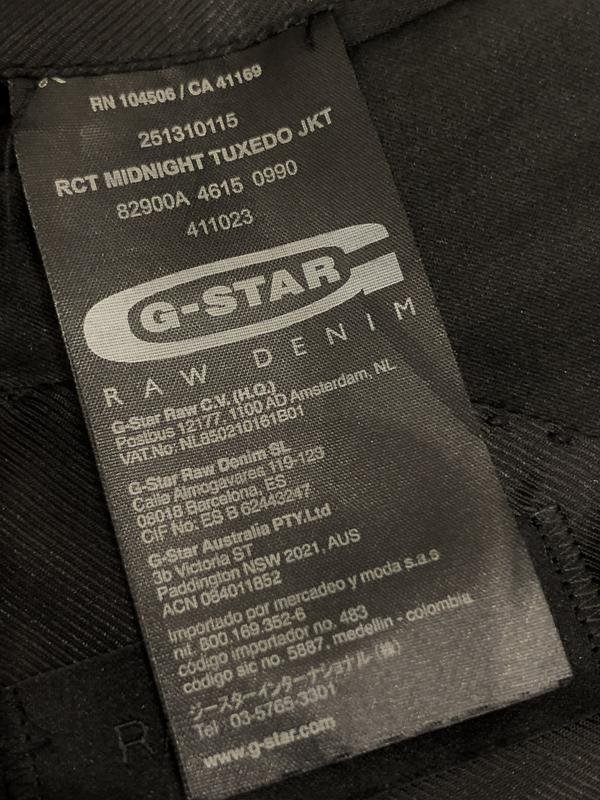 RN 104506 / CA 41169
251310115
RCT MIDNIGHT TUXEDO JKT
82900A 4615 0990
411023
G-STAR
RAW DENIM
G-Star Raw C.V. (H.Q.)
Postbus 12177, 1100 AD Amsterdam, NL
VAT No: NL850210161B01
G-Star Raw Denim SL
Calle Almogavares 119-123
08018 Barcelona, ES
CIF No: ES B 62443247
G-Star Australia PTY.Ltd
3b Victoria ST
Paddington NSW 2021, AUS
ACN 084011852
Importado por mercadeo y moda s.a.s
nit. 800 169.352-6
código importador no. 483
código sic no. 5887. medellin - colombia
ジースターインターナショナル（株）
Tel : 03-5765-3301
www.g-star.com